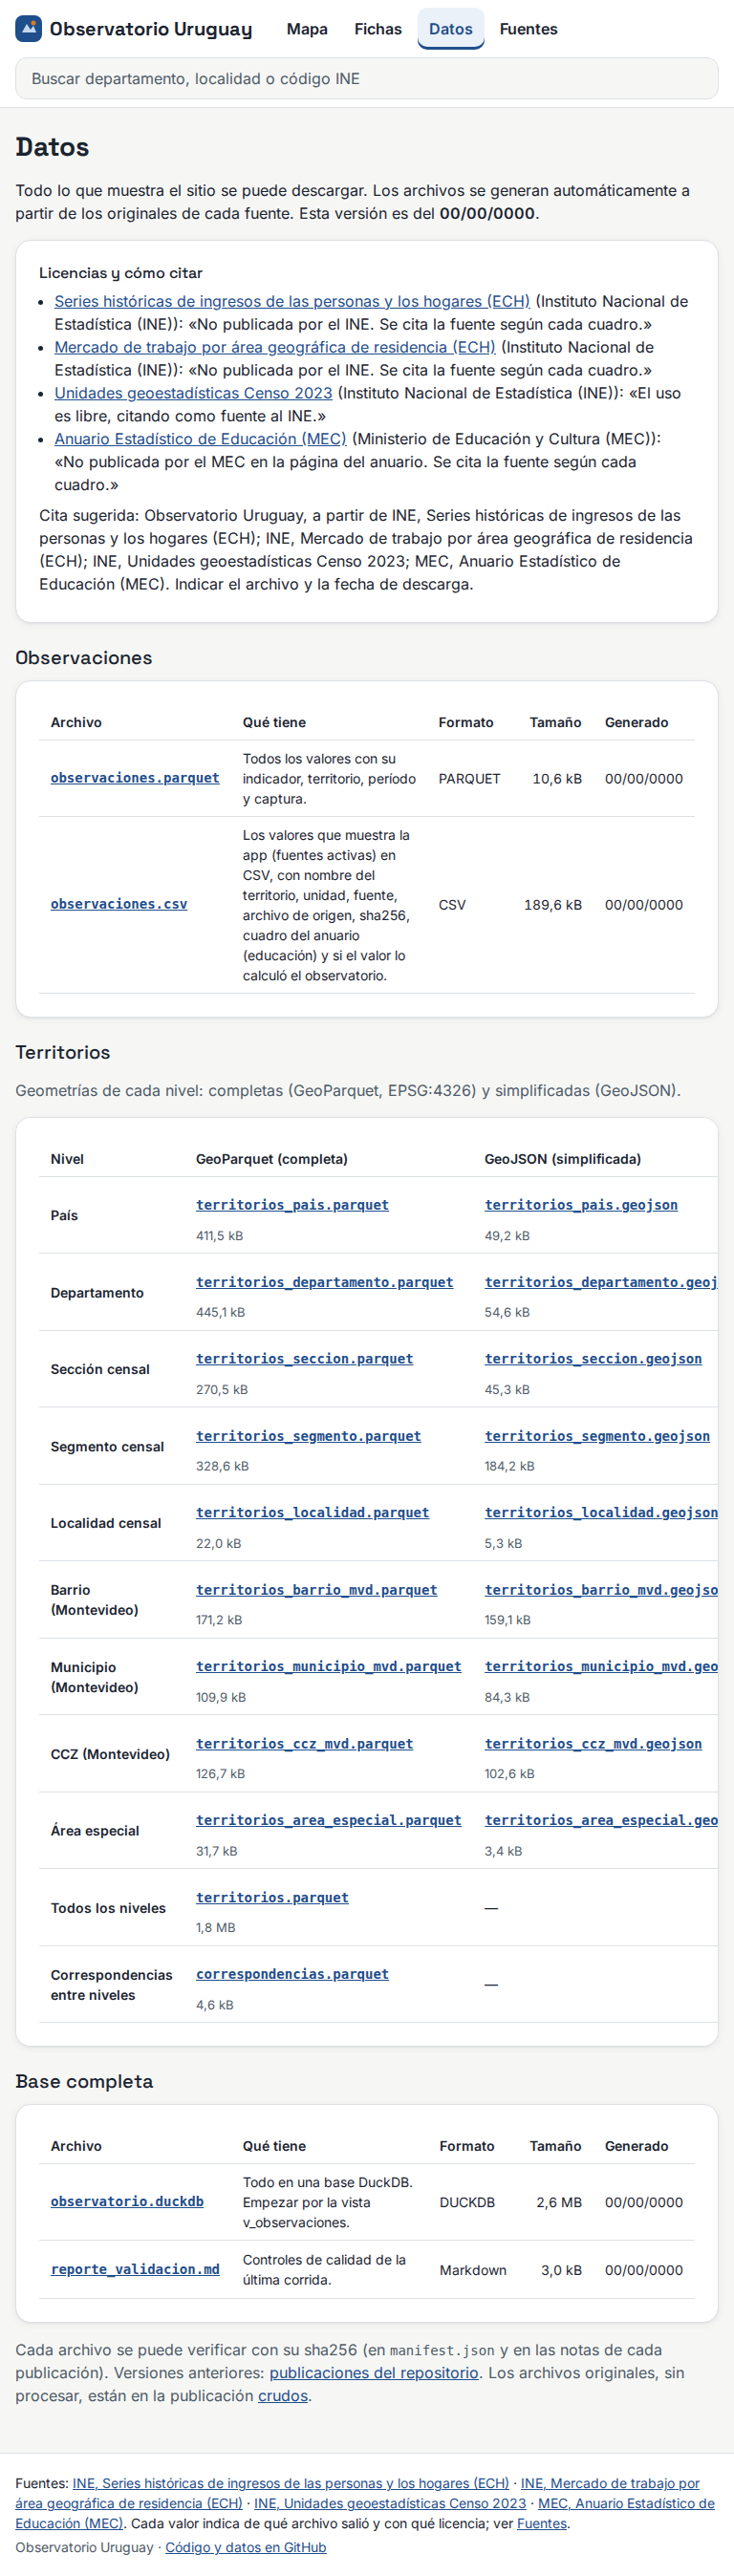 Observatorio Uruguay
Mapa
Fichas
Datos
Fuentes
Buscar departamento, localidad o código INE
Datos
Todo lo que muestra el sitio se puede descargar. Los archivos se generan automáticamente a
partir de los originales de cada fuente. Esta versión es del 00/00/0000.
Licencias y cómo citar
• Series históricas de ingresos de las personas y los hogares (ECH) (Instituto Nacional de
Estadística (INE)): «No publicada por el INE. Se cita la fuente según cada cuadro.»
• Mercado de trabajo por área geográfica de residencia (ECH) (Instituto Nacional de
Estadística (INE)): «No publicada por el INE. Se cita la fuente según cada cuadro.»
• Unidades geoestadísticas Censo 2023 (Instituto Nacional de Estadística (INE)): «El uso
es libre, citando como fuente al INE.»
• Anuario Estadístico de Educación (MEC) (Ministerio de Educación y Cultura (MEC)):
«No publicada por el MEC en la página del anuario. Se cita la fuente según cada
cuadro.»
Cita sugerida: Observatorio Uruguay, a partir de INE, Series históricas de ingresos de las
personas y los hogares (ECH); INE, Mercado de trabajo por área geográfica de residencia
(ECH); INE, Unidades geoestadísticas Censo 2023; MEC, Anuario Estadístico de
Educación (MEC). Indicar el archivo y la fecha de descarga.
Observaciones
Archivo Qué tiene Formato Tamaño Generado
observaciones.parquet
Todos los valores con su
indicador, territorio, período
y captura.
PARQUET 10,6 kB 00/00/0000
observaciones.csv
Los valores que muestra la
app (fuentes activas) en
CSV, con nombre del
territorio, unidad, fuente,
archivo de origen, sha256,
cuadro del anuario
(educación) y si el valor lo
calculó el observatorio.
CSV 189,6 kB 00/00/0000
Territorios
Geometrías de cada nivel: completas (GeoParquet, EPSG:4326) y simplificadas (GeoJSON).
Nivel GeoParquet (completa) GeoJSON (simplificada)
País
territorios_pais.parquet territorios_pais.geojson
411,5 kB 49,2 kB
Departamento
territorios_departamento.parquet territorios_departamento.geoj
445,1 kB 54,6 kB
Sección censal
territorios_seccion.parquet territorios_seccion.geojson
270,5 kB 45,3 kB
Segmento censal
territorios_segmento.parquet territorios_segmento.geojson
328,6 kB 184,2 kB
Localidad censal
territorios_localidad.parquet territorios_localidad.geojson
22,0 kB 5,3 kB
Barrio
(Montevideo)
territorios_barrio_mvd.parquet territorios_barrio_mvd.geojso
171,2 kB 159,1 kB
Municipio
(Montevideo)
territorios_municipio_mvd.parquet territorios_municipio_mvd.geo
109,9 kB 84,3 kB
CCZ (Montevideo)
territorios_ccz_mvd.parquet territorios_ccz_mvd.geojson
126,7 kB 102,6 kB
Área especial
territorios_area_especial.parquet territorios_area_especial.geo
31,7 kB 3,4 kB
Todos los niveles
territorios.parquet —
1,8 MB
Correspondencias
entre niveles
correspondencias.parquet —
4,6 kB
Base completa
Archivo Qué tiene Formato Tamaño Generado
observatorio.duckdb
Todo en una base DuckDB.
Empezar por la vista
v_observaciones.
DUCKDB 2,6 MB 00/00/0000
reporte_validacion.md
Controles de calidad de la
última corrida.
Markdown 3,0 kB 00/00/0000
Cada archivo se puede verificar con su sha256 (en manifest.json y en las notas de cada
publicación). Versiones anteriores: publicaciones del repositorio. Los archivos originales, sin
procesar, están en la publicación crudos.
Fuentes: INE, Series históricas de ingresos de las personas y los hogares (ECH) · INE, Mercado de trabajo por
área geográfica de residencia (ECH) · INE, Unidades geoestadísticas Censo 2023 · MEC, Anuario Estadístico de
Educación (MEC). Cada valor indica de qué archivo salió y con qué licencia; ver Fuentes.
Observatorio Uruguay · Código y datos en GitHub